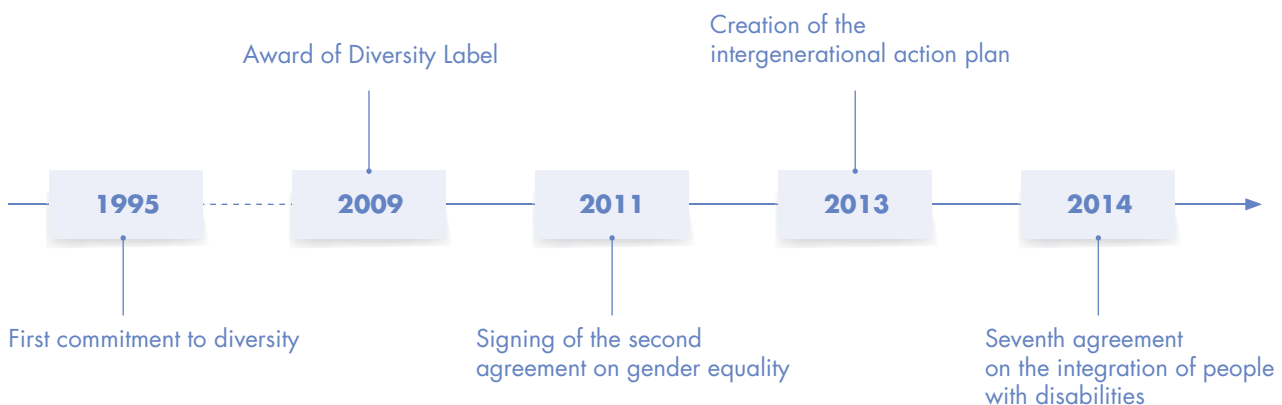 Creation of the
intergenerational action plan
Award of Diversity Label
1995
2009
2011
2013
2014
First commitment to diversity
Signing of the second
agreement on gender equality
Seventh agreement
on the integration of people
with disabilities